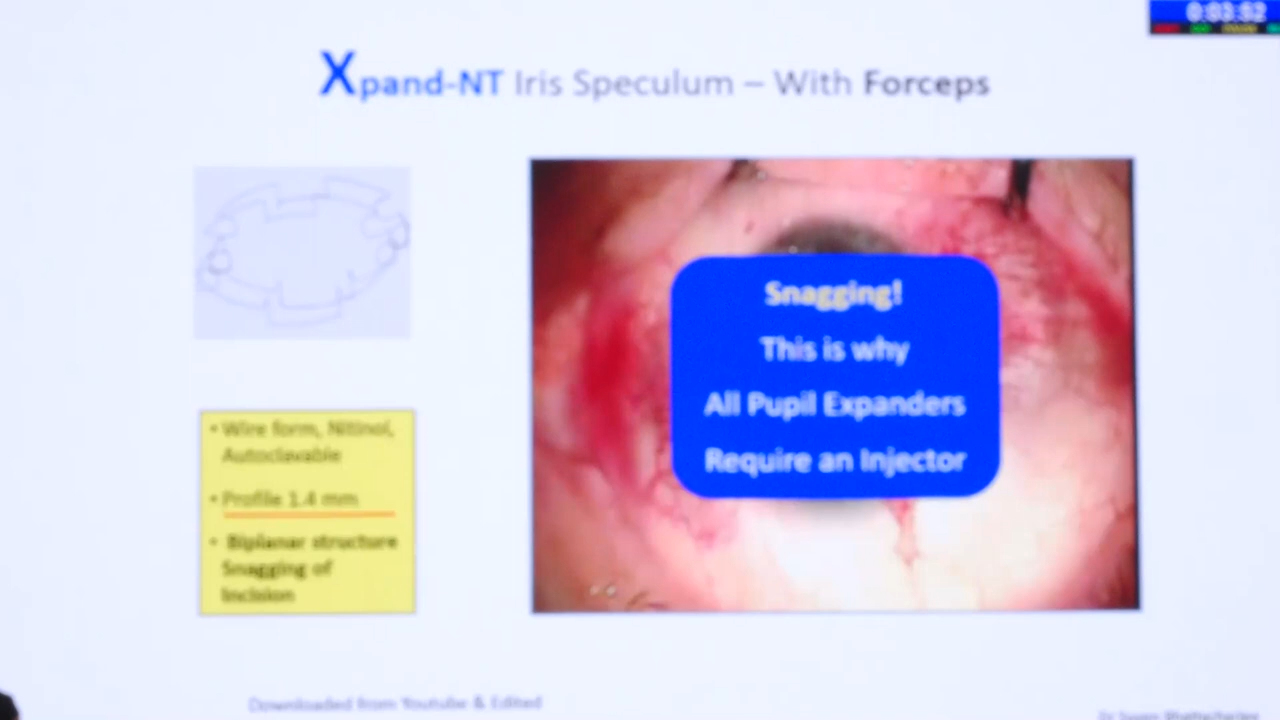 0:03:52
Xpand-NT Iris Speculum – With Forceps
• Wire form, Nitinol,
Autoclavable
• Profile 1.4 mm
• Biplanar structure
Snagging of
Incision
Snagging!
This is why
All Pupil Expanders
Require an Injector
Downloaded from Youtube & Edited
Dr